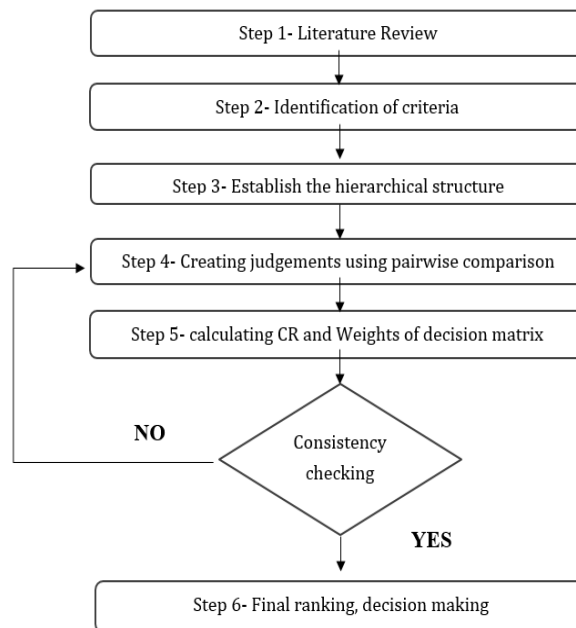 Step 1- Literature Review
Step 2- Identification of criteria
Step 3- Establish the hierarchical structure
Step 4- Creating judgements using pairwise comparison
Step 5- calculating CR and Weights of decision matrix
NO
Consistency
checking
YES
Step 6- Final ranking, decision making